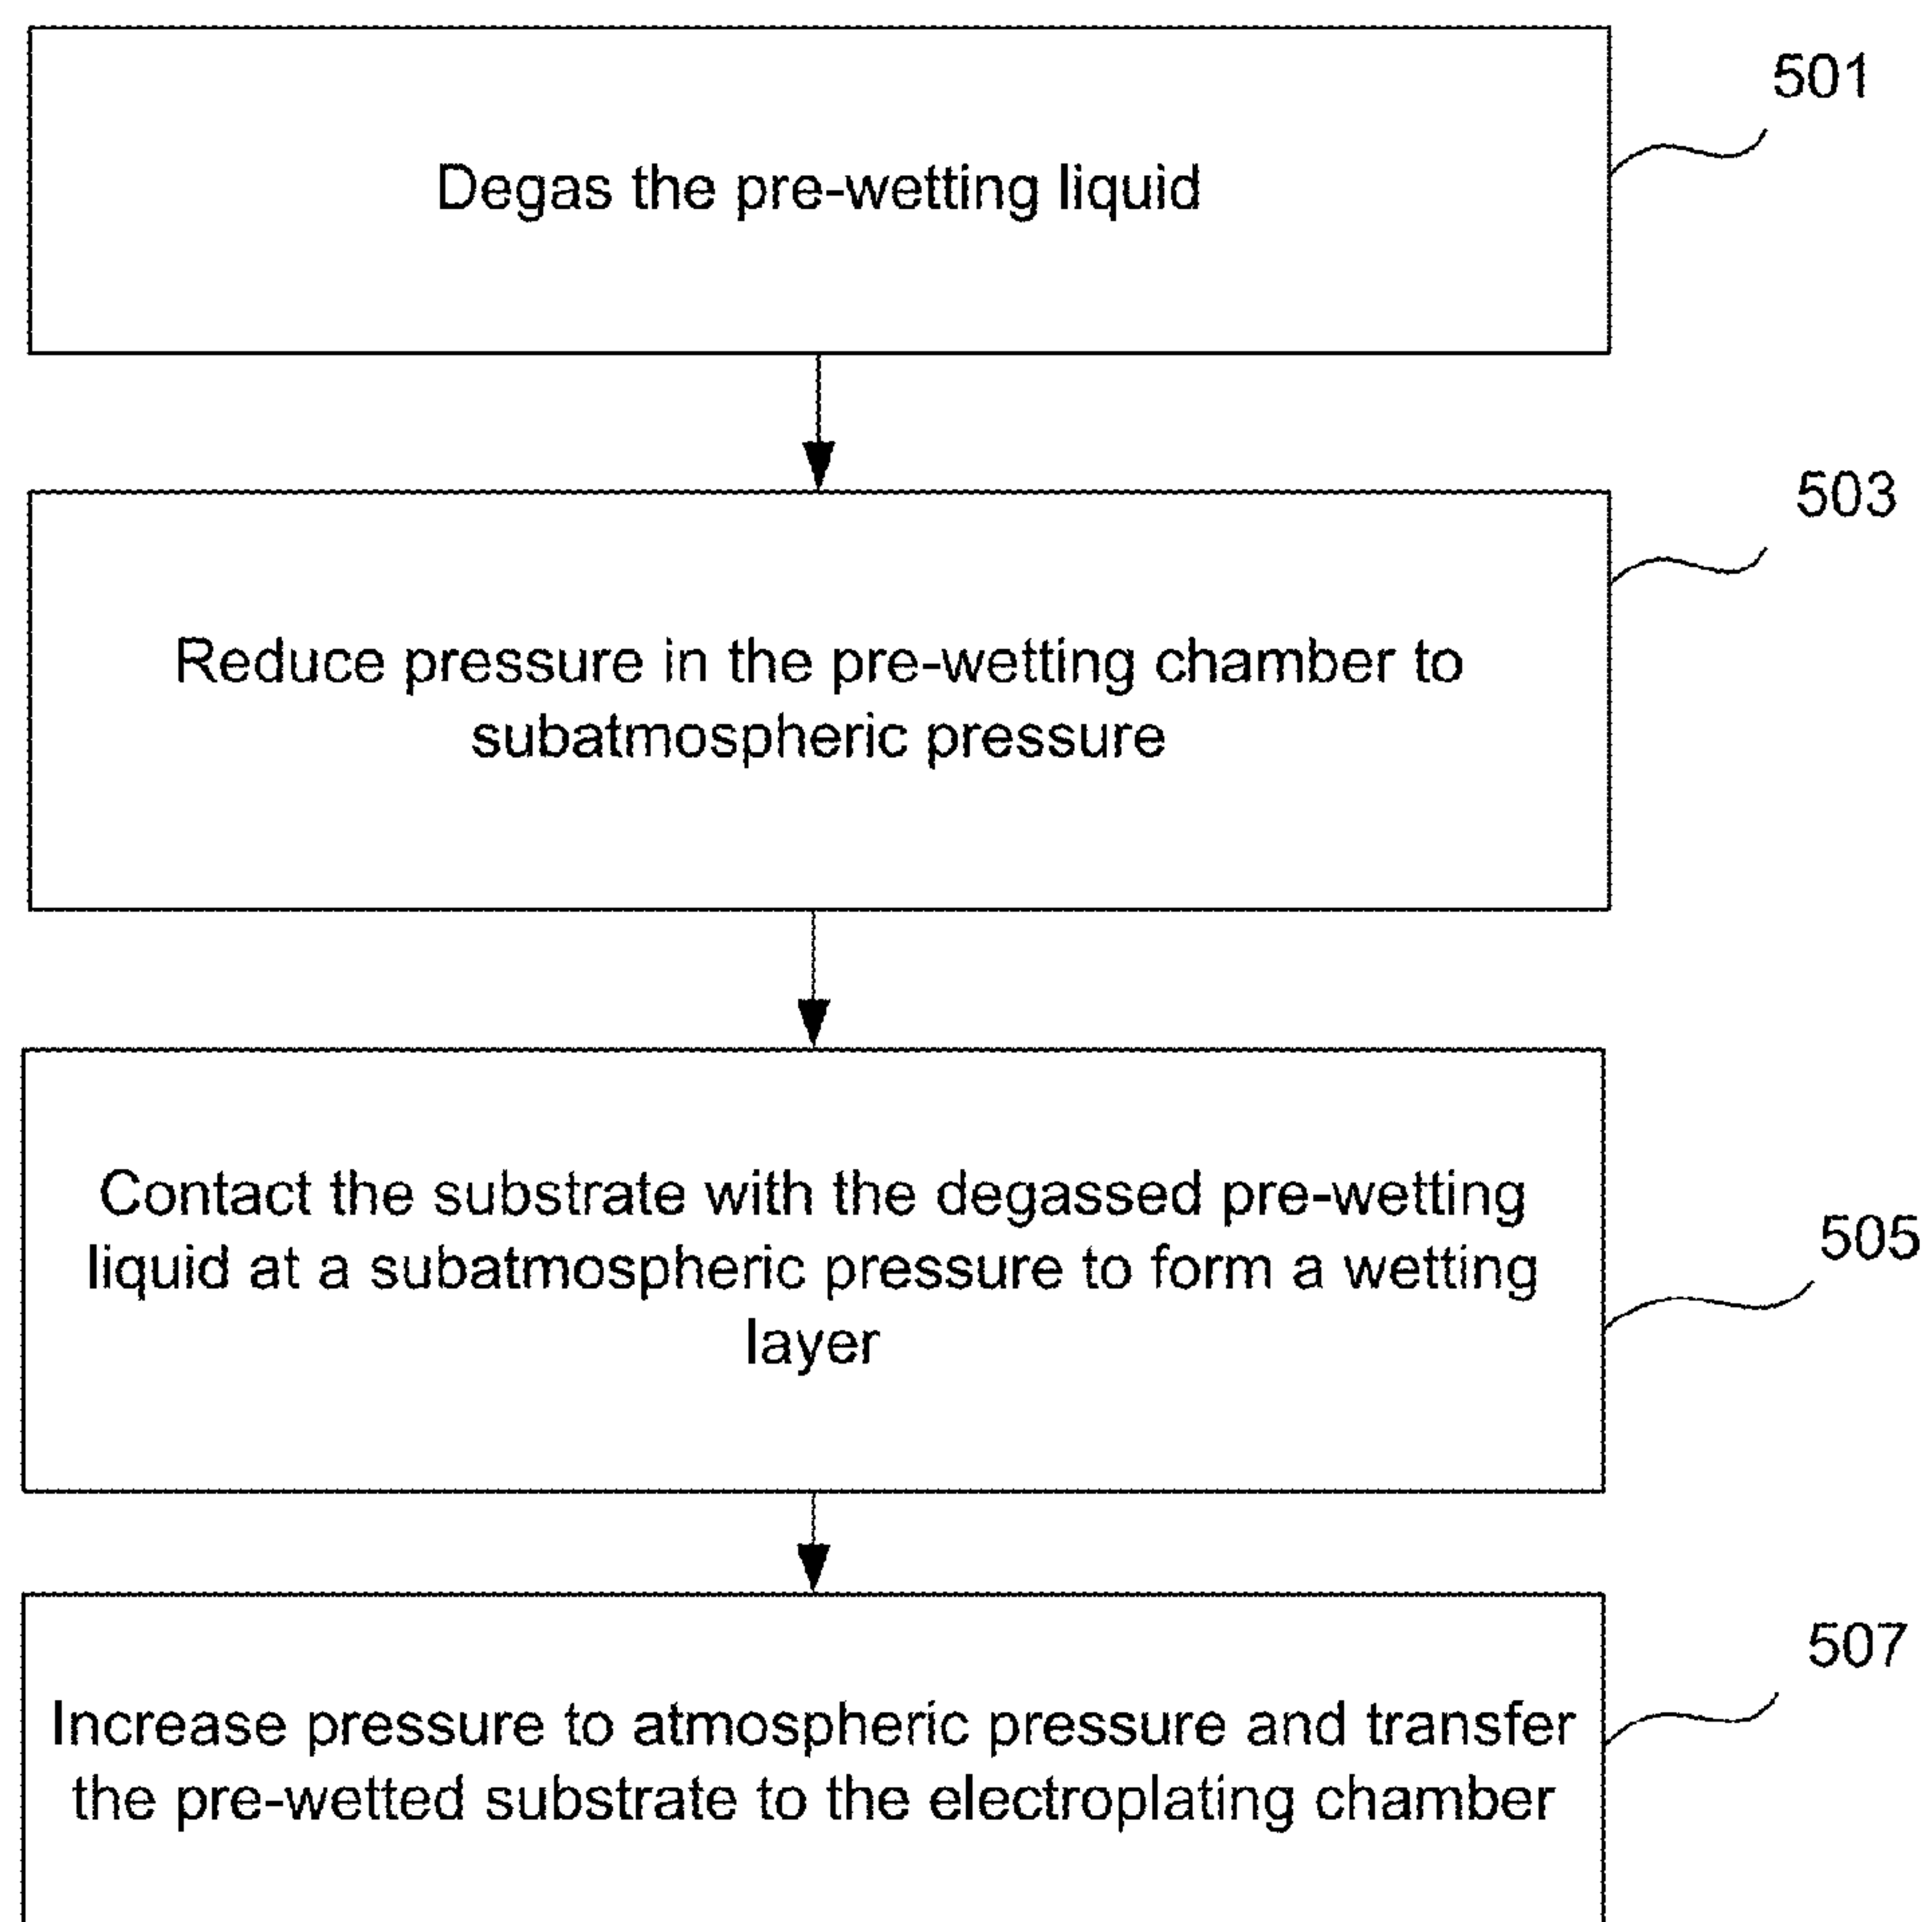 501
Degas the pre-wetting liquid
503
Reduce pressure in the pre-wetting chamber to
subatmospheric pressure
Contact the substrate with the degassed pre-wetting
liquid at a subatmospheric pressure to form a wetting
layer
505
507
Increase pressure to atmospheric pressure and transfer
the pre-wetted substrate to the electroplating chamber